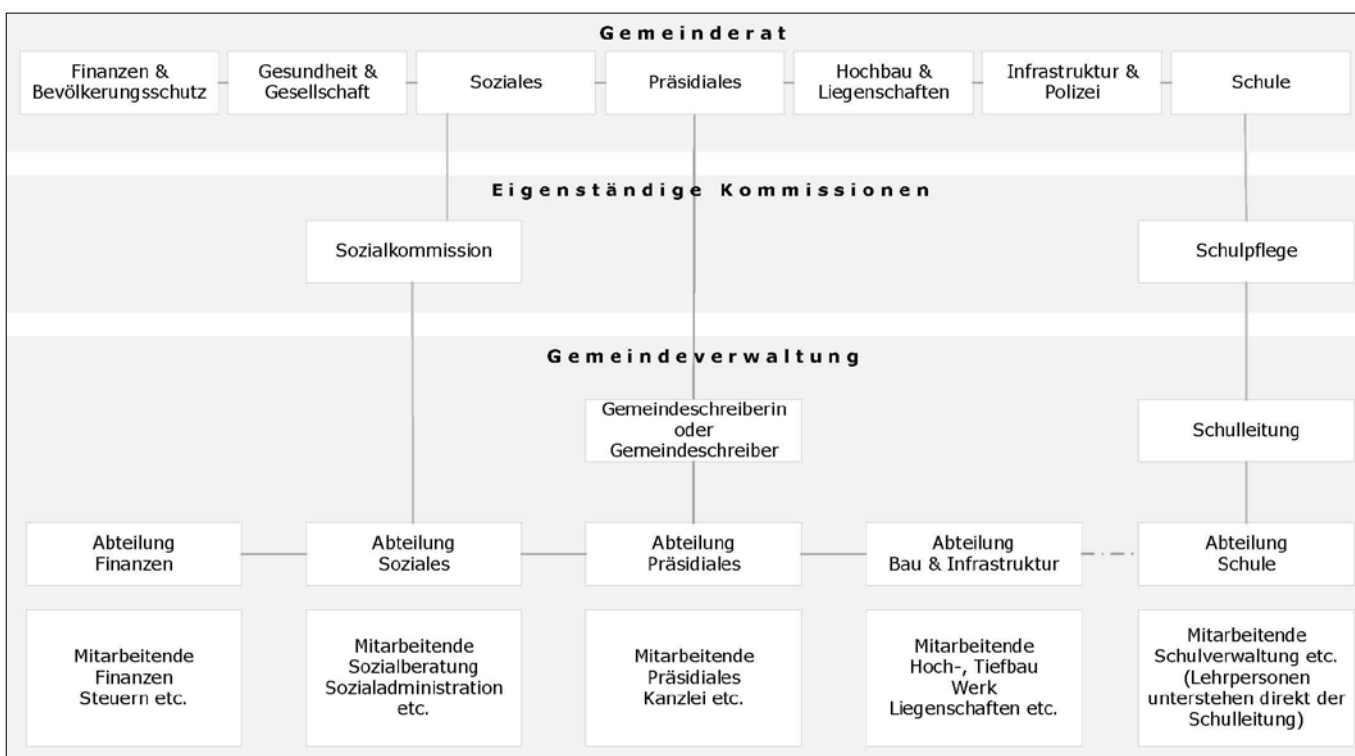 Gemeinderat
Finanzen &
Bevölkerungsschutz
Gesundheit &
Gesellschaft
Soziales
Präsidiales
Hochbau &
Liegenschaften
Infrastruktur &
Polizei
Schule
Eigenständige Kommissionen
Sozialkommission
Schulpflege
Gemeindeverwaltung
Gemeindeschreiberin
oder
Gemeindeschreiber
Schulleitung
Abteilung
Finanzen
Abteilung
Soziales
Abteilung
Präsidiales
Abteilung
Bau & Infrastruktur
Abteilung
Schule
Mitarbeitende
Finanzen
Steuern etc.
Mitarbeitende
Sozialberatung
Sozialadministration
etc.
Mitarbeitende
Präsidiales
Kanzlei etc.
Mitarbeitende
Hoch-, Tiefbau
Werk
Liegenschaften etc.
Mitarbeitende
Schulverwaltung etc.
(Lehrpersonen
unterstehen direkt der
Schulleitung)